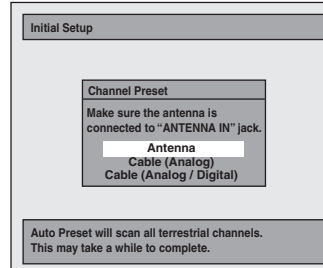 Initial Setup
Channel Preset
Make sure the antenna is
connected to “ANTENNA IN” jack.
Antenna
Cable (Analog)
Cable (Analog / Digital)
Auto Preset will scan all terrestrial channels.
This may take a while to complete.